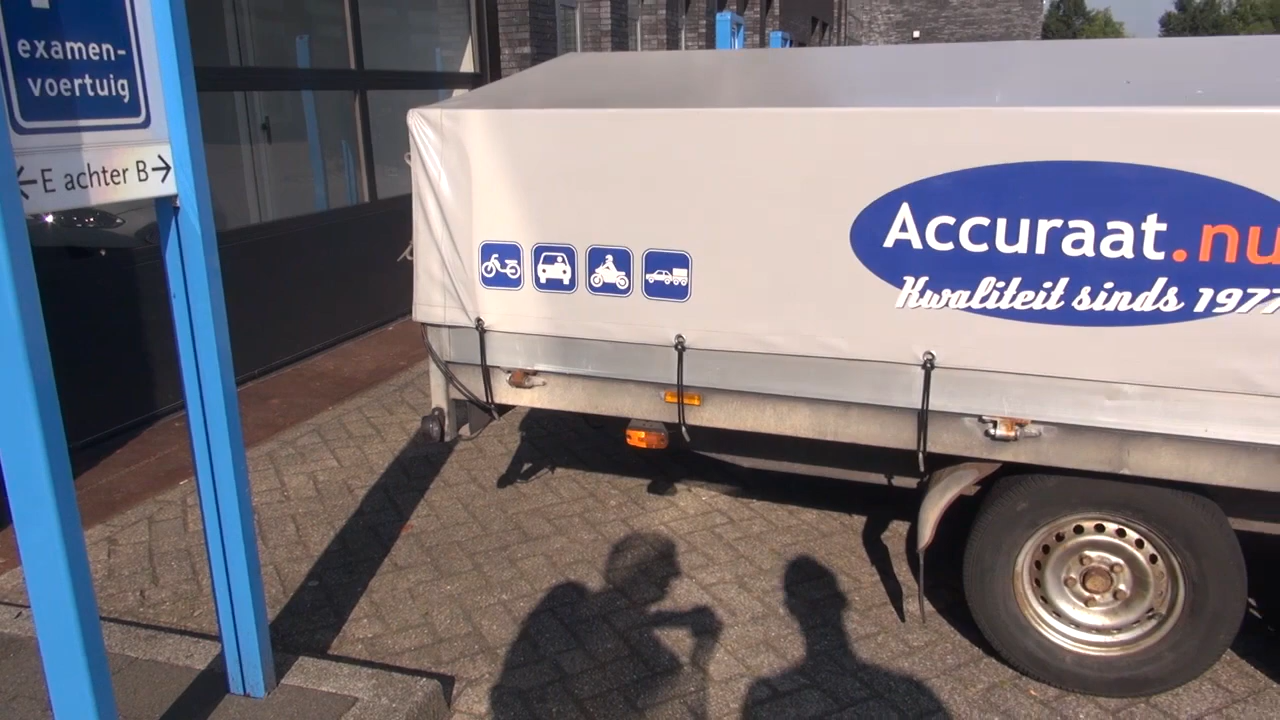 examen-
voertuig
←E achter B→
Accuraat.nu
Kwaliteit sinds 1977